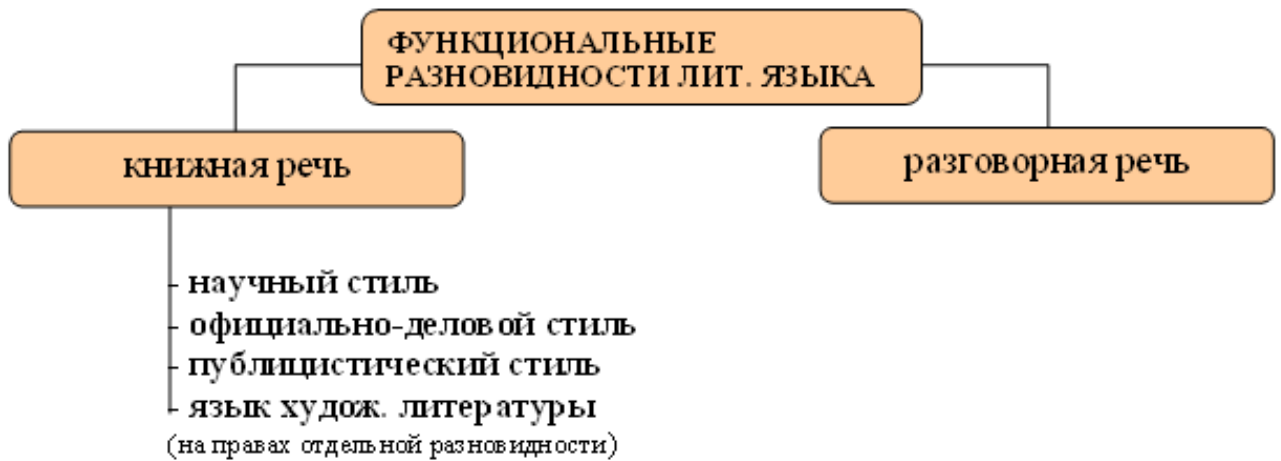 ФУНКЦИОНАЛЬНЫЕ
РАЗНОВИДНОСТИ ЛИТ. ЯЗЫКА
книжная речь
разговорная речь
- научный стиль
- официально-деловой стиль
- публицистический стиль
- язык худож. литературы
(на правах отдельной разновидности)